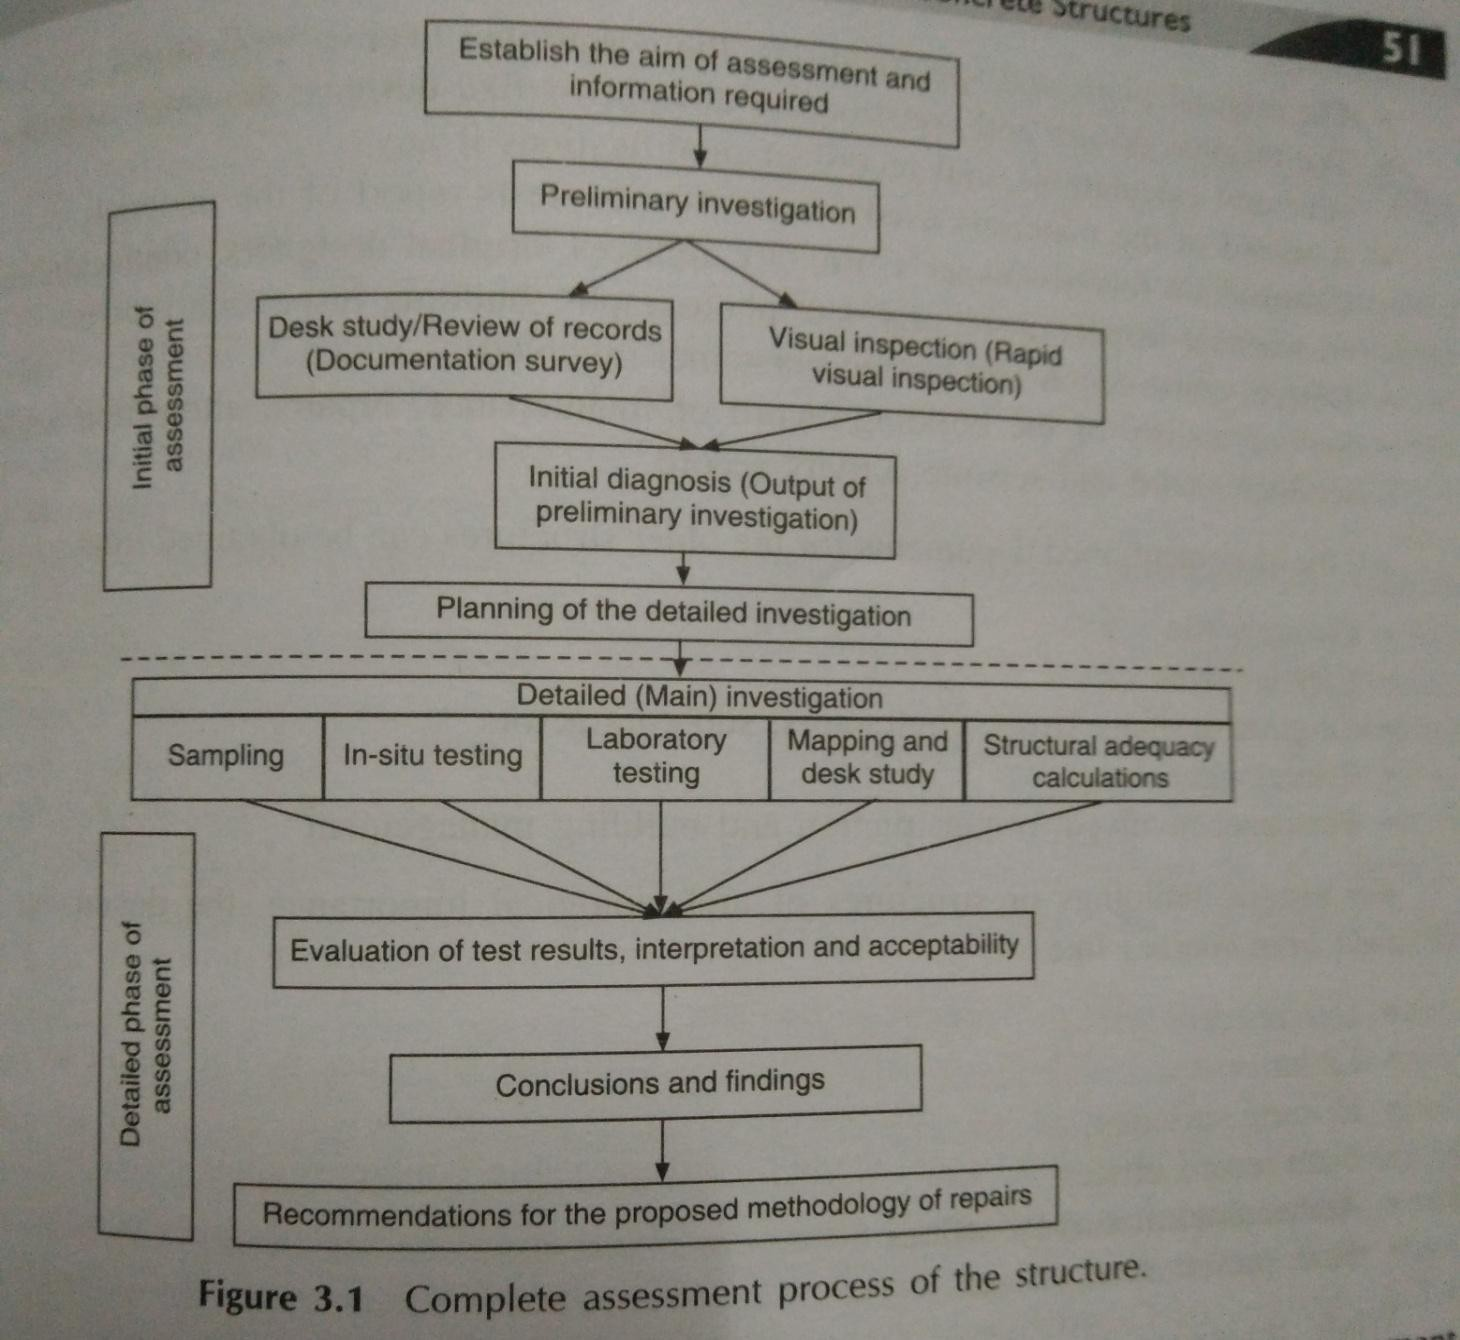 Structures
51
Establish the aim of assessment and
information required
Preliminary investigation
Initial phase of
assessment
Desk study/Review of records
(Documentation survey)
Visual inspection (Rapid
visual inspection)
Initial diagnosis (Output of
preliminary investigation)
Planning of the detailed investigation
Detailed (Main) investigation
Sampling
In-situ testing
Laboratory
testing
Mapping and
desk study
Structural adequacy
calculations
Detailed phase of
assessment
Evaluation of test results, interpretation and acceptability
Conclusions and findings
Recommendations for the proposed methodology of repairs
Figure 3.1 Complete assessment process of the structure.